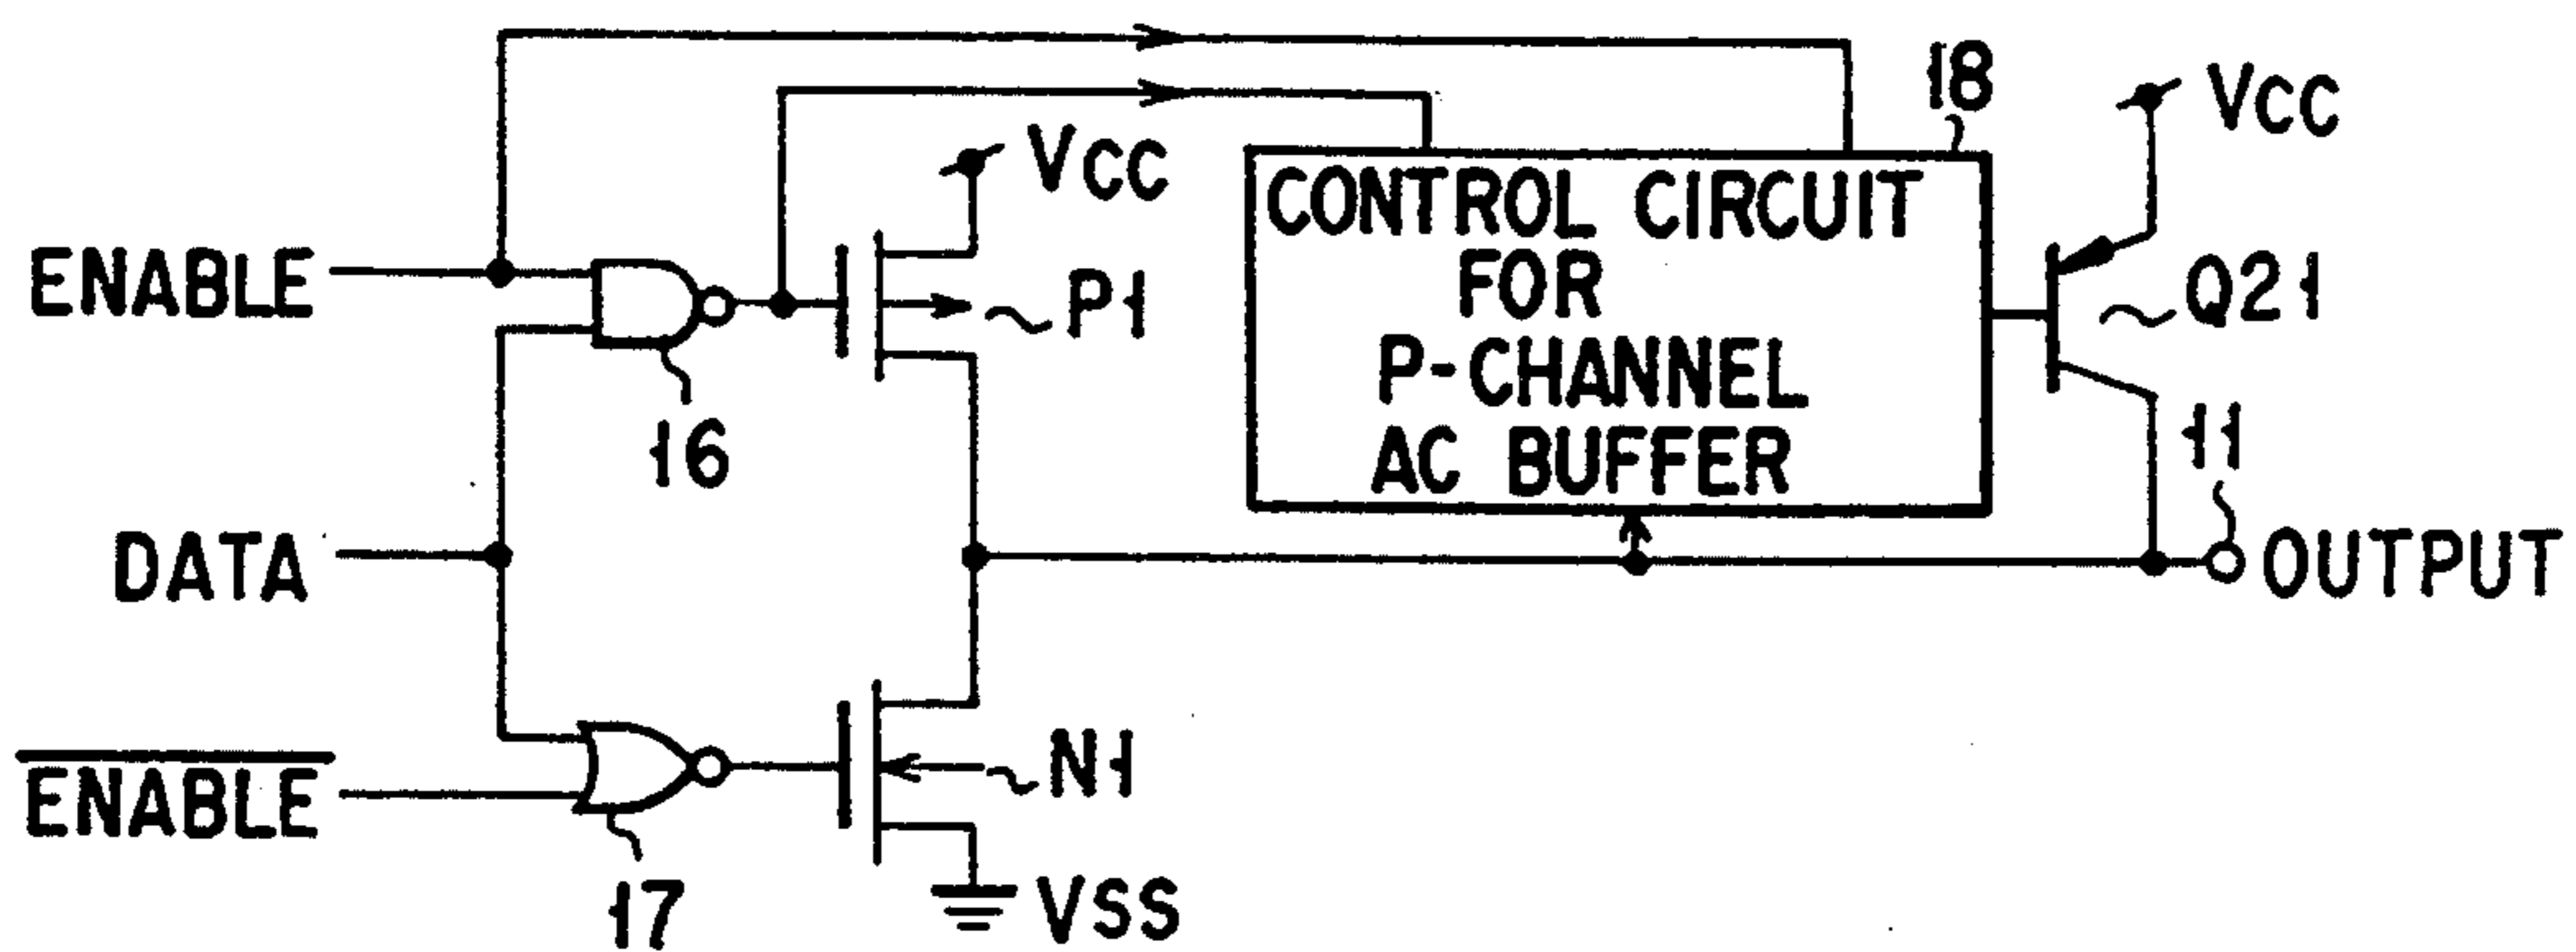 18
VCC
VCC
CONTROL CIRCUIT
FOR
P-CHANNEL
AC BUFFER
ENABLE
P1
Q21
16
11
DATA
OUTPUT
N1
ENABLE
17
VSS